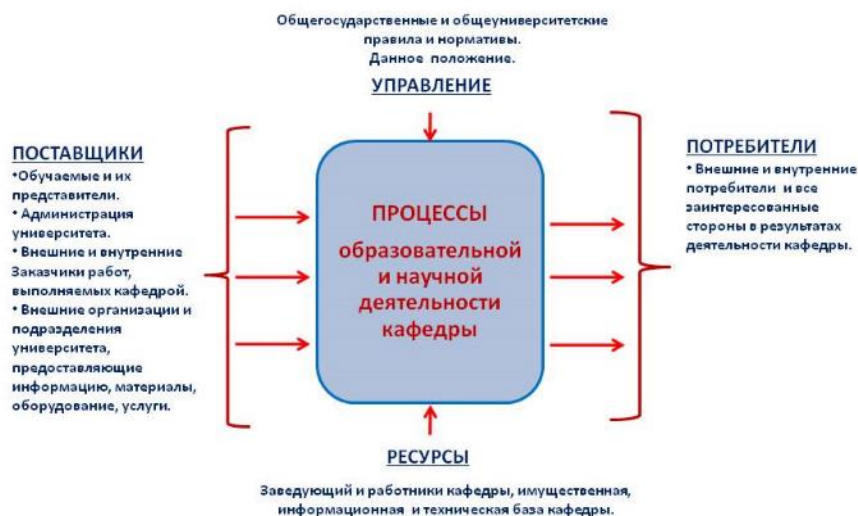 Общегосударственные и общеуниверситетские
правила и нормативы.
Данное положение.
УПРАВЛЕНИЕ
ПОСТАВЩИКИ
•Обучаемые и их
представители.
• Администрация
университета.
• Внешние и внутренние
Заказчики работ,
выполняемых кафедрой.
• Внешние организации и
подразделения
университета,
предоставляющие
информацию, материалы,
оборудование, услуги.
ПРОЦЕССЫ
образовательной
и научной
деятельности
кафедры
ПОТРЕБИТЕЛИ
• Внешние и внутренние
потребители и все
заинтересованные
стороны в результатах
деятельности кафедры.
РЕСУРСЫ
Заведующий и работники кафедры, имущественная,
информационная и техническая база кафедры.